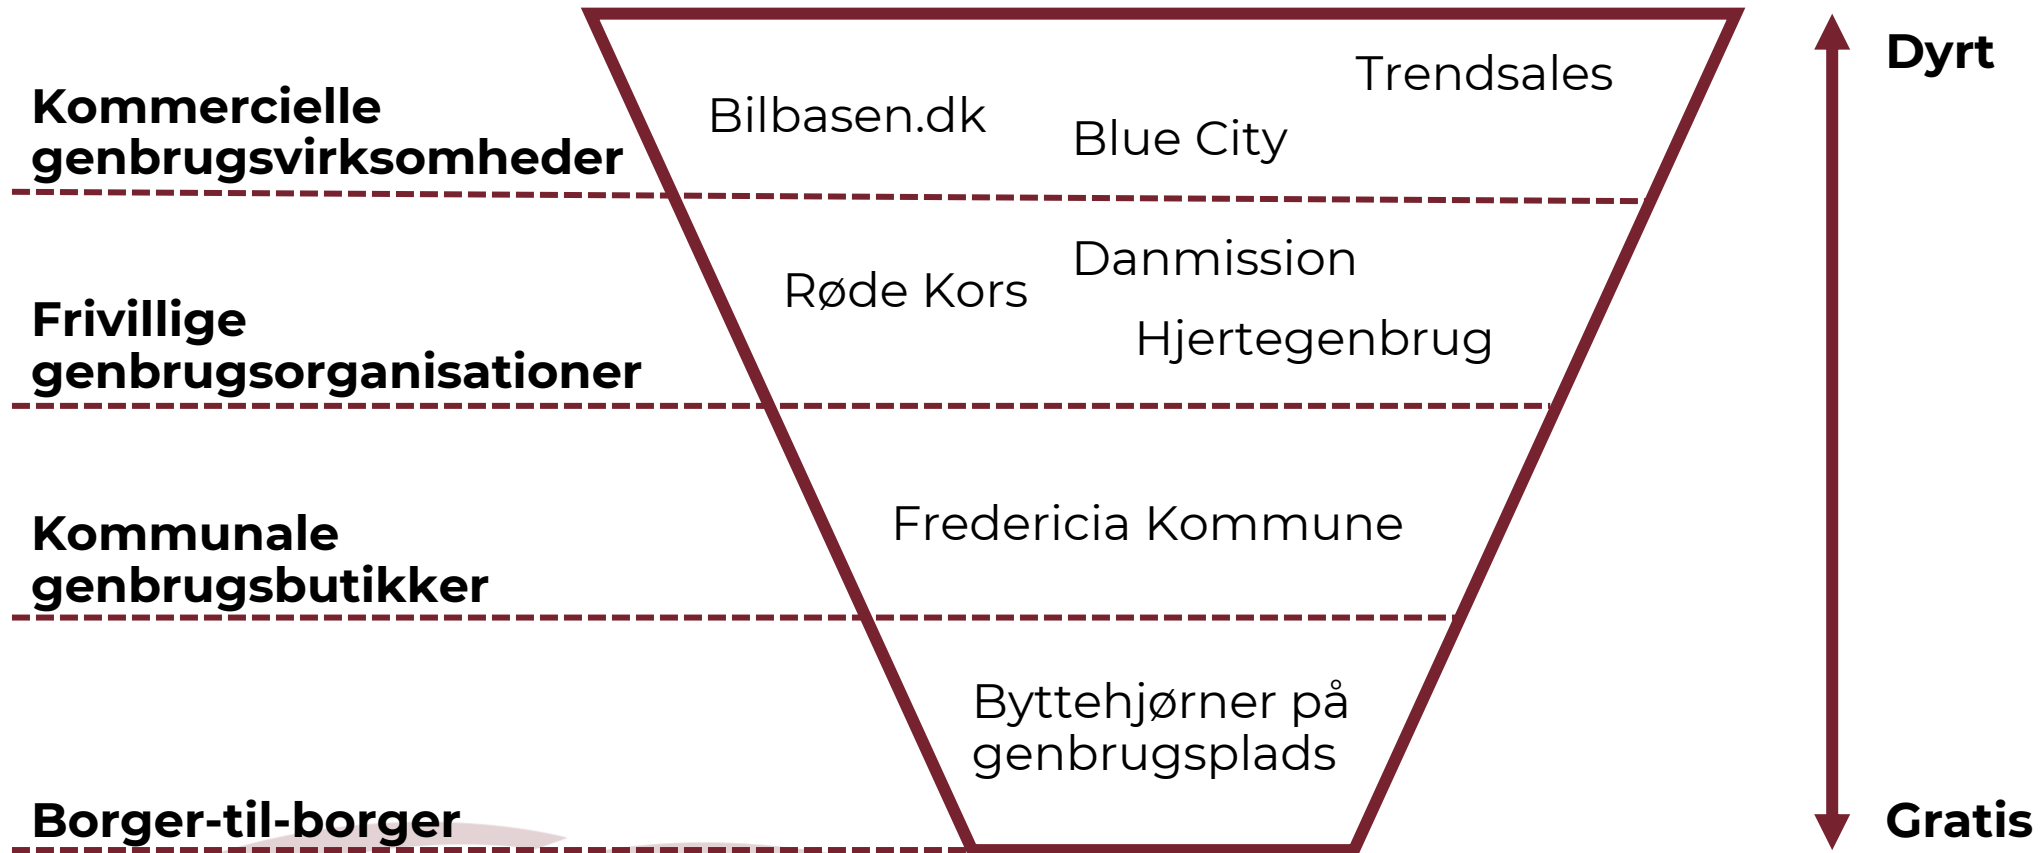 Dyrt
Trendsales
Kommercielle
genbrugsvirksomheder
Bilbasen.dk
Blue City
Frivillige
genbrugsorganisationer
Røde Kors
Danmission
Hjertegenbrug
Kommunale
genbrugsbutikker
Fredericia Kommune
Byttehjørner på
genbrugsplads
Borger-til-borger
Gratis